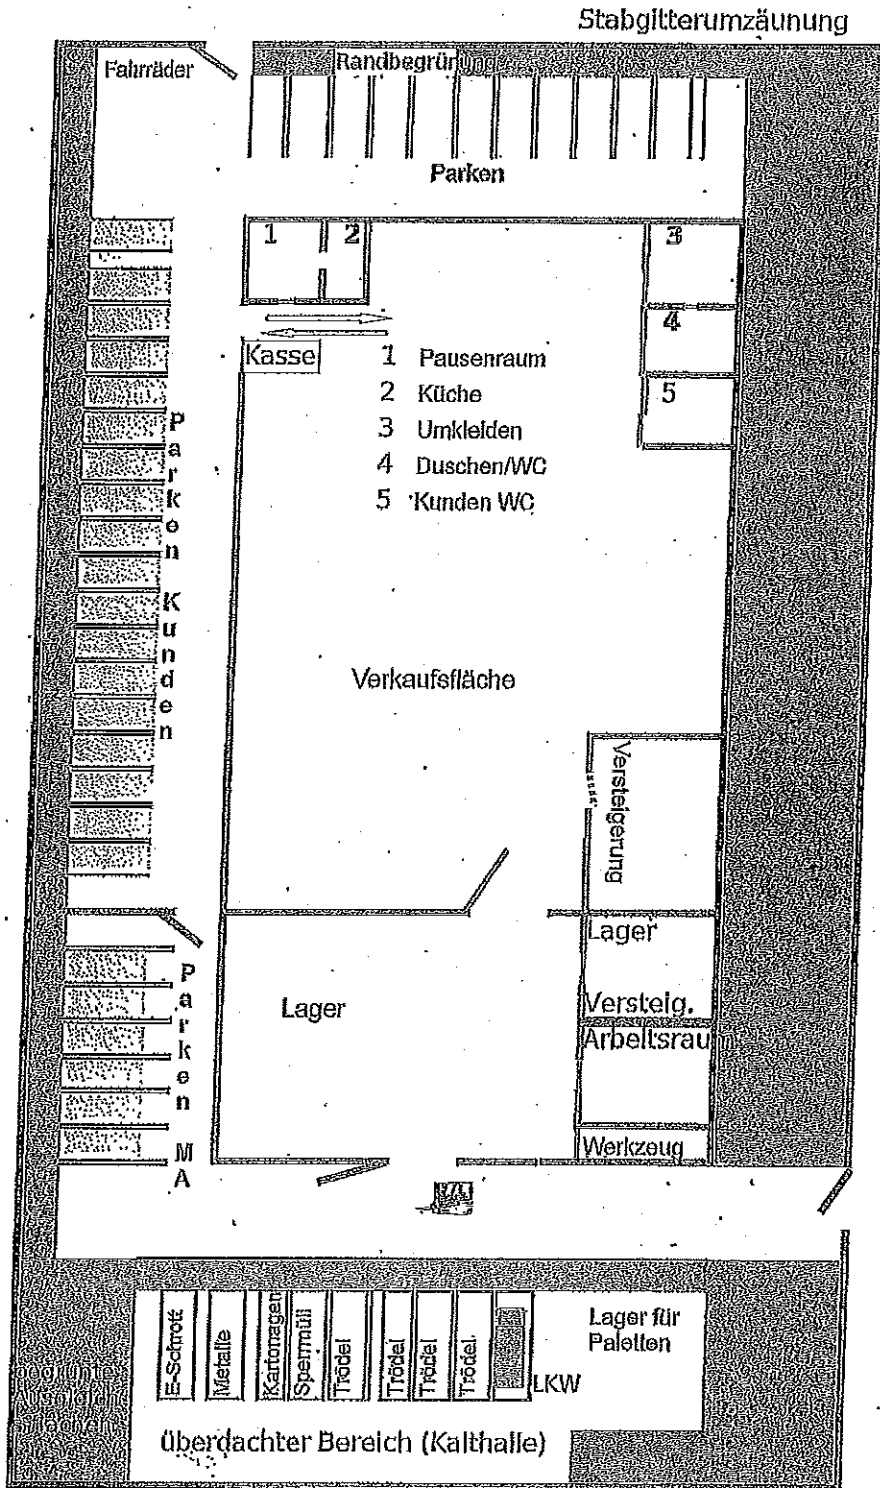 Stabgitterumzäunung
Fahrräder
Randbegrünung
Parken
1
2
3
4
5
Kasse
1 Pausenraum
2 Küche
3 Umkleiden
4 Duschen/WC
5 Kunden WC
Parken Kunden
Verkaufsfläche
Versteigerung
Lager
Versteig.
Lager
Arbeitsraum
Werkzeug
Parken MA
E-Schrott
Metalle
Kartonagen
Sperrmüll
Trödel
Trödel
Trödel
Trödel
LKW
Lager für
Paletten
überdachter Bereich (Kalthalle)